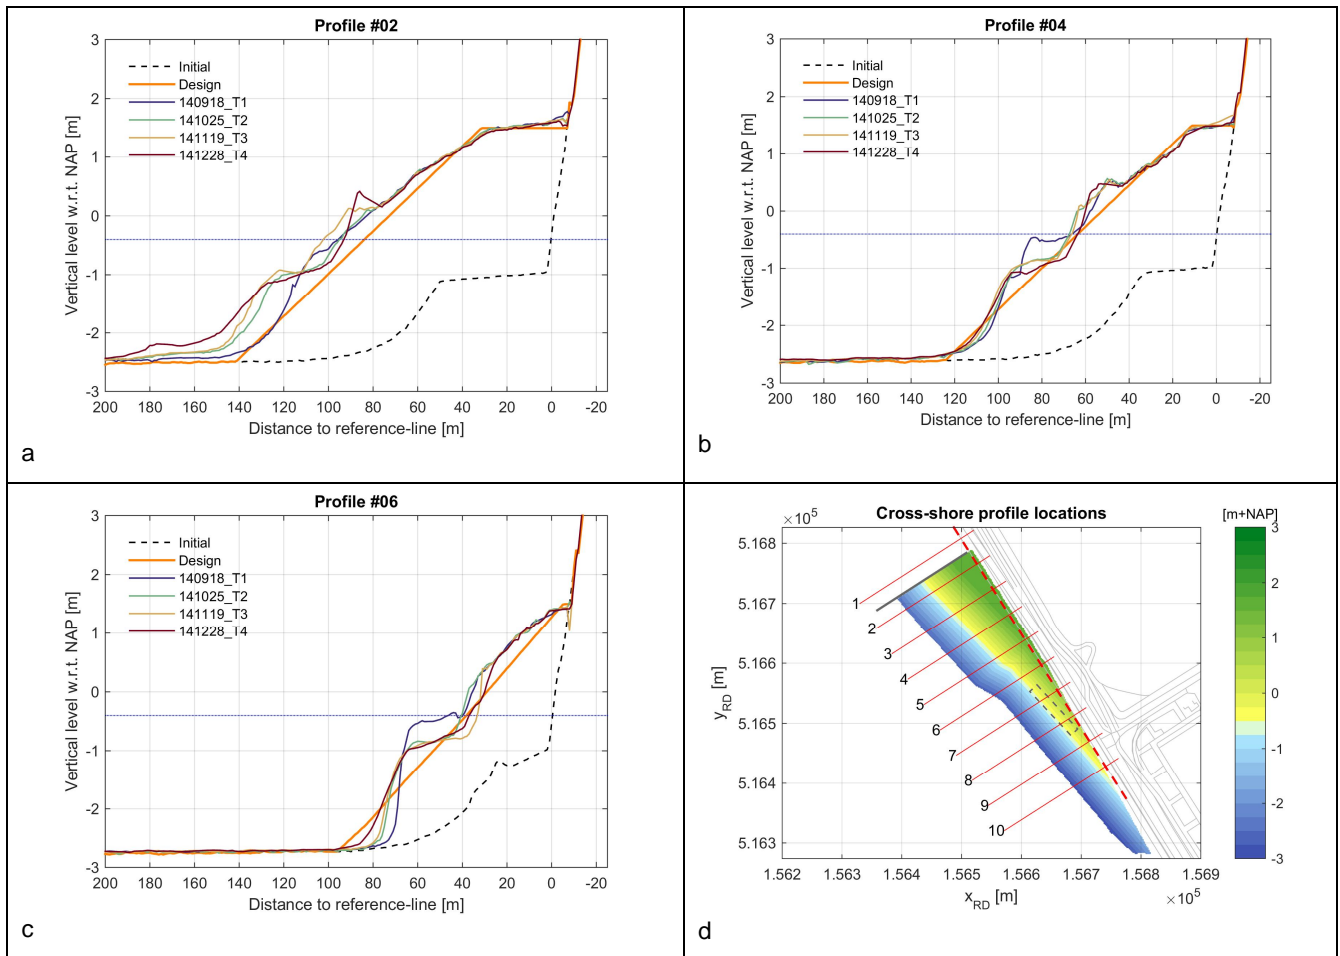 Profile #02
3
2
1
0
-1
-2
-3
Vertical level w.r.t. NAP [m]
Initial
Design
140918_T1
141025_T2
141119_T3
141228_T4
200 180 160 140 120 100 80 60 40 20 0 -20
Distance to reference-line [m]
a
Profile #04
3
2
1
0
-1
-2
-3
Vertical level w.r.t. NAP [m]
Initial
Design
140918_T1
141025_T2
141119_T3
141228_T4
200 180 160 140 120 100 80 60 40 20 0 -20
Distance to reference-line [m]
b
Profile #06
3
2
1
0
-1
-2
-3
Vertical level w.r.t. NAP [m]
Initial
Design
140918_T1
141025_T2
141119_T3
141228_T4
200 180 160 140 120 100 80 60 40 20 0 -20
Distance to reference-line [m]
c
Cross-shore profile locations
×10⁵
[m+NAP]
5.168
5.167
5.166
5.165
5.164
5.163
y_RD [m]
1
2
3
4
5
6
7
8
9
10
3
2
1
0
-1
-2
-3
1.562 1.563 1.564 1.565 1.566 1.567 1.568 1.569
x_RD [m]
×10⁵
d